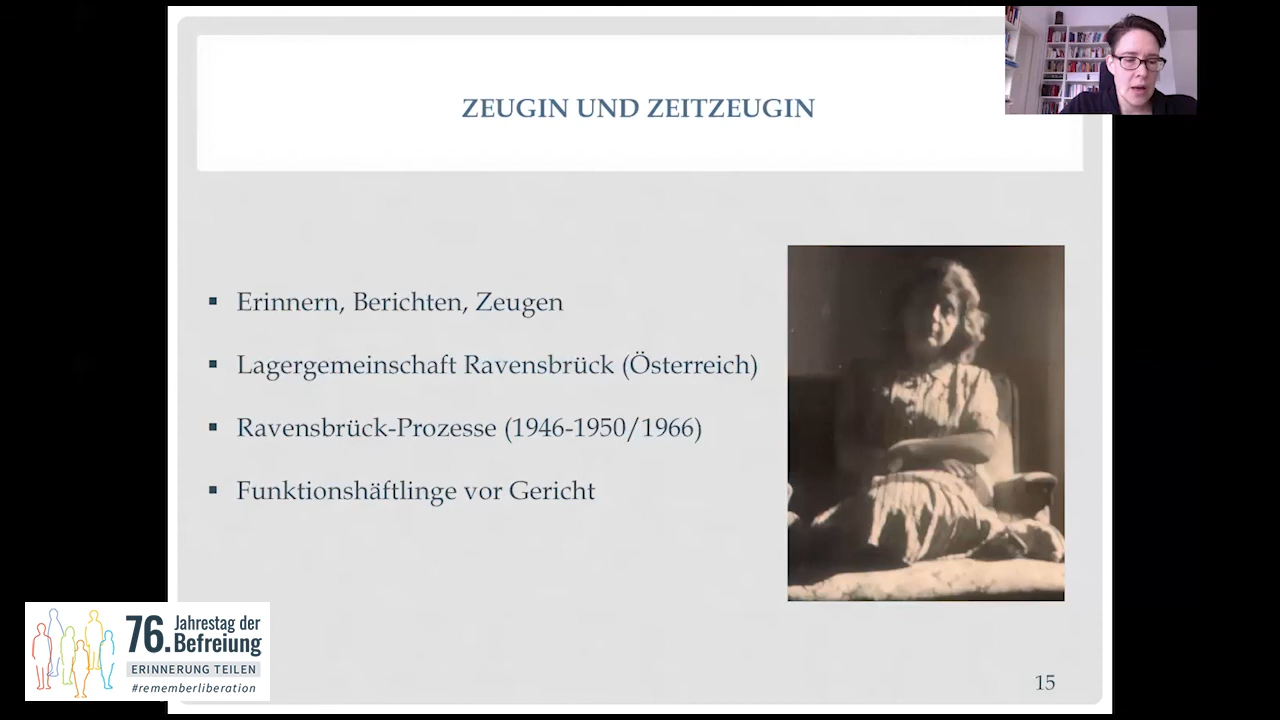 ZEUGIN UND ZEITZEUGIN
▪ Erinnern, Berichten, Zeugen
▪ Lagergemeinschaft Ravensbrück (Österreich)
▪ Ravensbrück-Prozesse (1946-1950/1966)
▪ Funktionshäftlinge vor Gericht
76. Jahrestag der
Befreiung
ERINNERUNG TEILEN
#rememberliberation
15